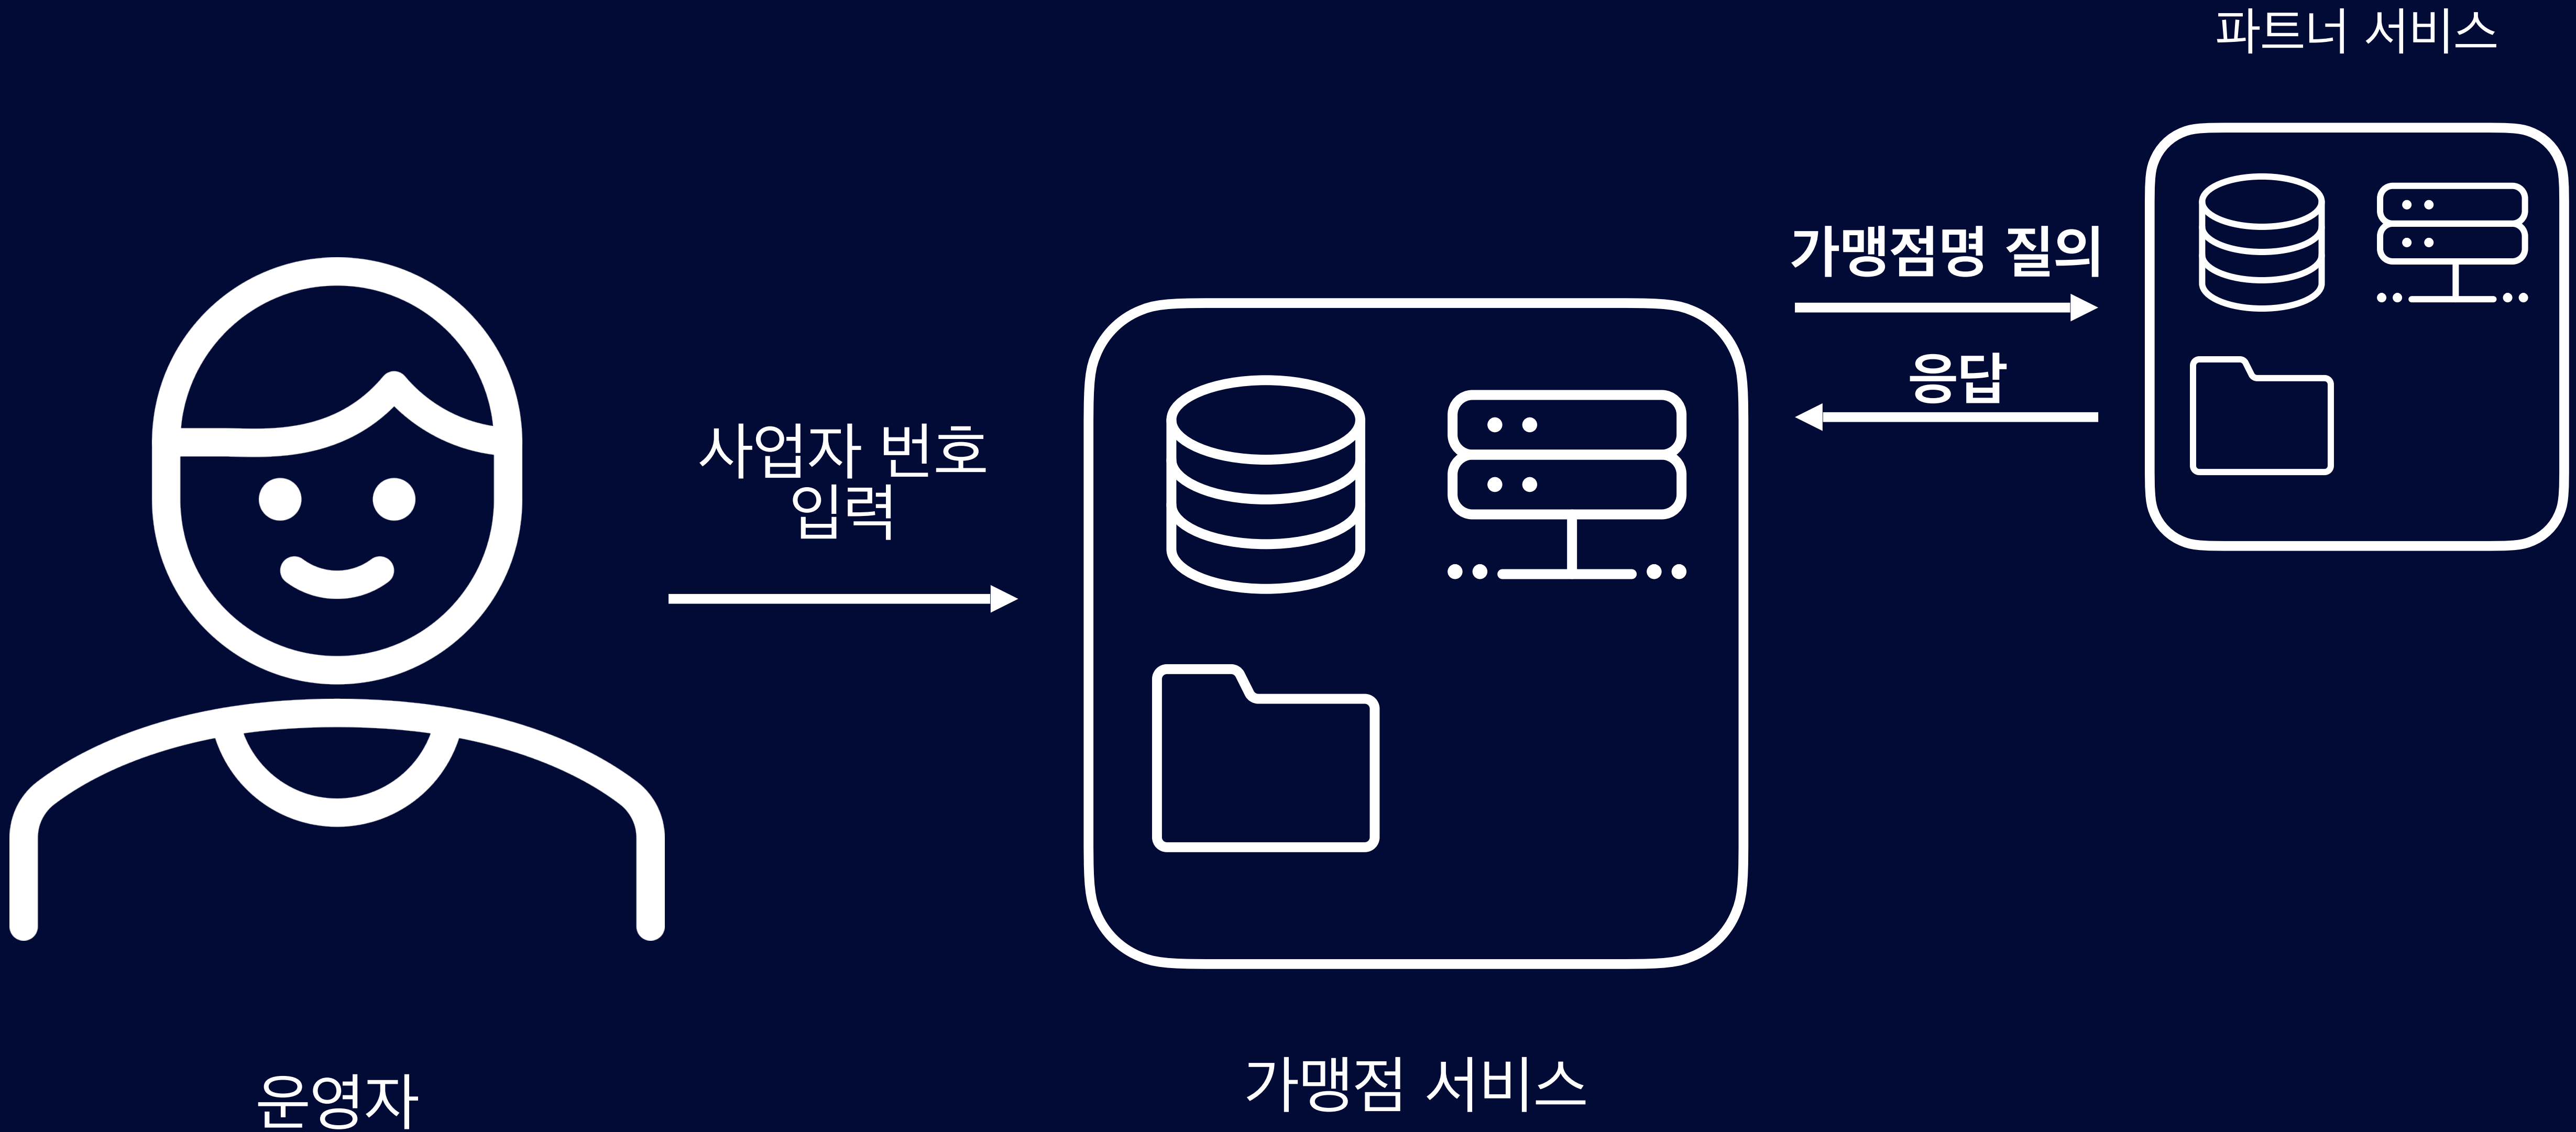 파트너 서비스
가맹점명 질의
응답
사업자 번호
입력
가맹점 서비스
운영자